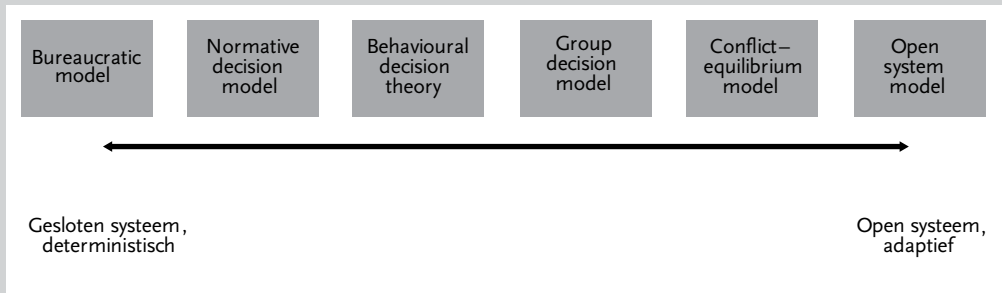 Bureaucratic
model
Normative
decision
model
Behavioural
decision
theory
Group
decision
model
Conflict–
equilibrium
model
Open
system
model
Gesloten systeem,
deterministisch
Open systeem,
adaptief